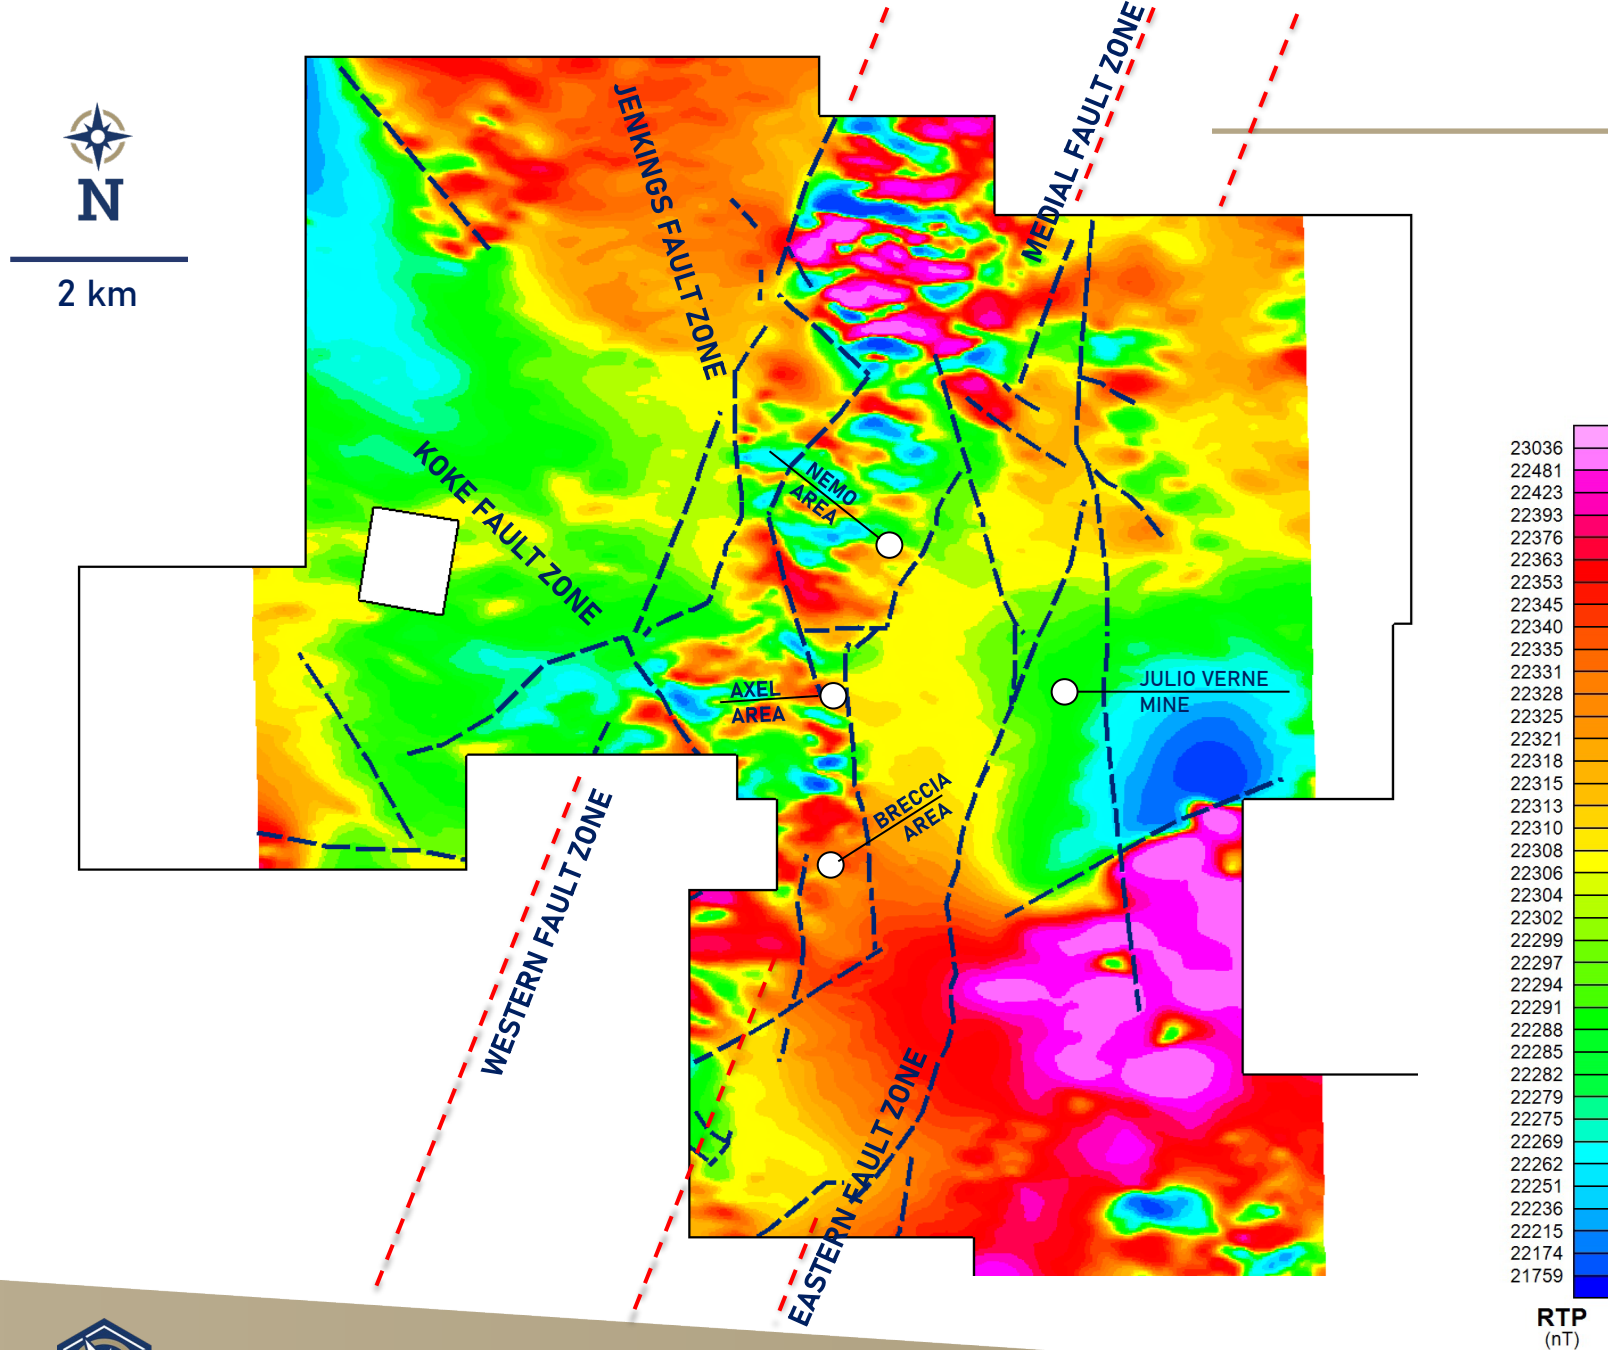 MEDIAL FAULT ZONE
JENKINGS FAULT ZONE
N
2 km
KOKE FAULT ZONE
NEMO
AREA
AXEL
AREA
JULIO VERNE
MINE
BRECCIA
AREA
WESTERN FAULT ZONE
EASTERN FAULT ZONE
23036
22481
22423
22393
22376
22363
22353
22345
22340
22335
22331
22328
22325
22321
22318
22315
22313
22310
22308
22306
22304
22302
22299
22297
22294
22291
22288
22285
22282
22279
22275
22269
22262
22251
22236
22215
22174
21759
RTP
(nT)